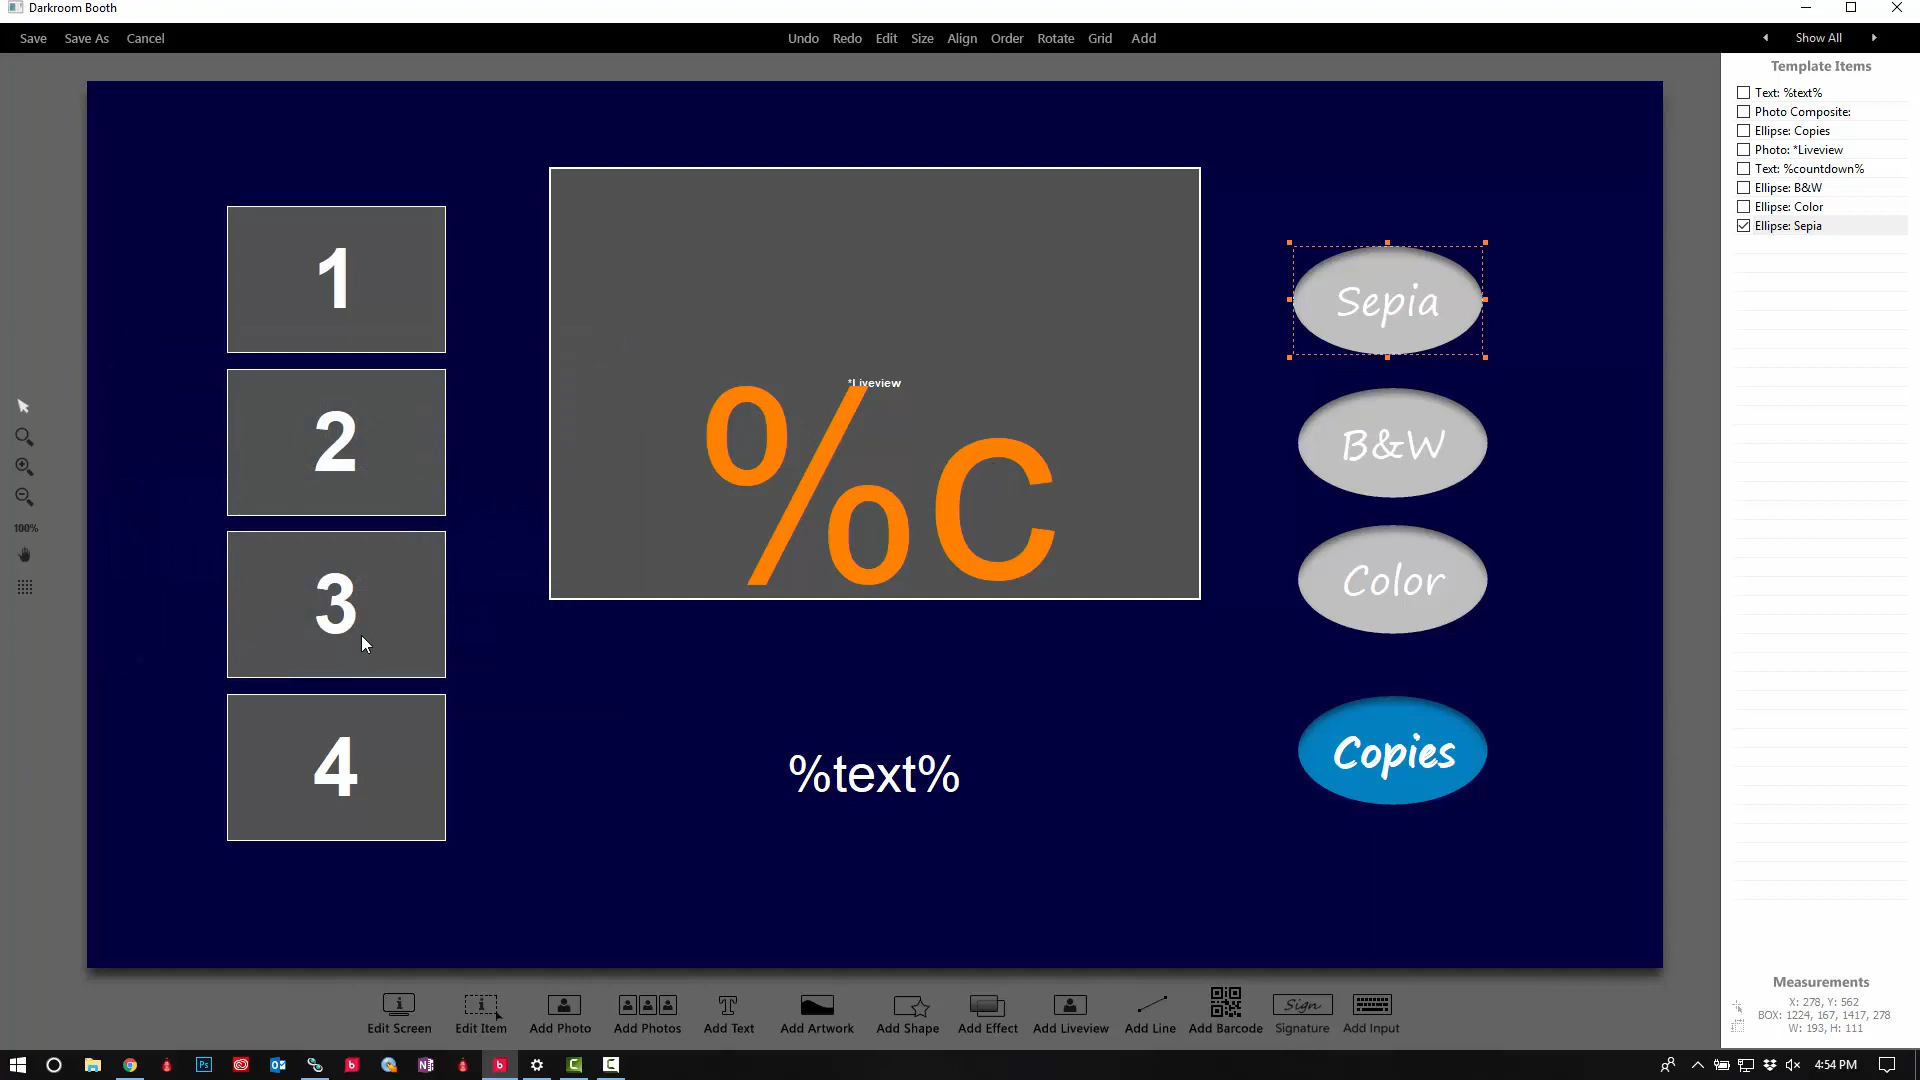 Darkroom Booth
Save Save As Cancel Undo Redo Edit Size Align Order Rotate Grid Add Show All
Template Items
Text: %text%
Photo Composite:
Ellipse: Copies
Photo: *Liveview
Text: %countdown%
Ellipse: B&W
Ellipse: Color
Ellipse: Sepia
1
2
3
4
*Liveview
%c
%text%
Sepia
B&W
Color
Copies
100%
Measurements
X: 278, Y: 562
BOX: 1224, 167, 1417, 278
W: 193, H: 111
Sign
Edit Screen Edit Item Add Photo Add Photos Add Text Add Artwork Add Shape Add Effect Add Liveview Add Line Add Barcode Signature Add Input
Ps
b
N
b
C
C
4:54 PM